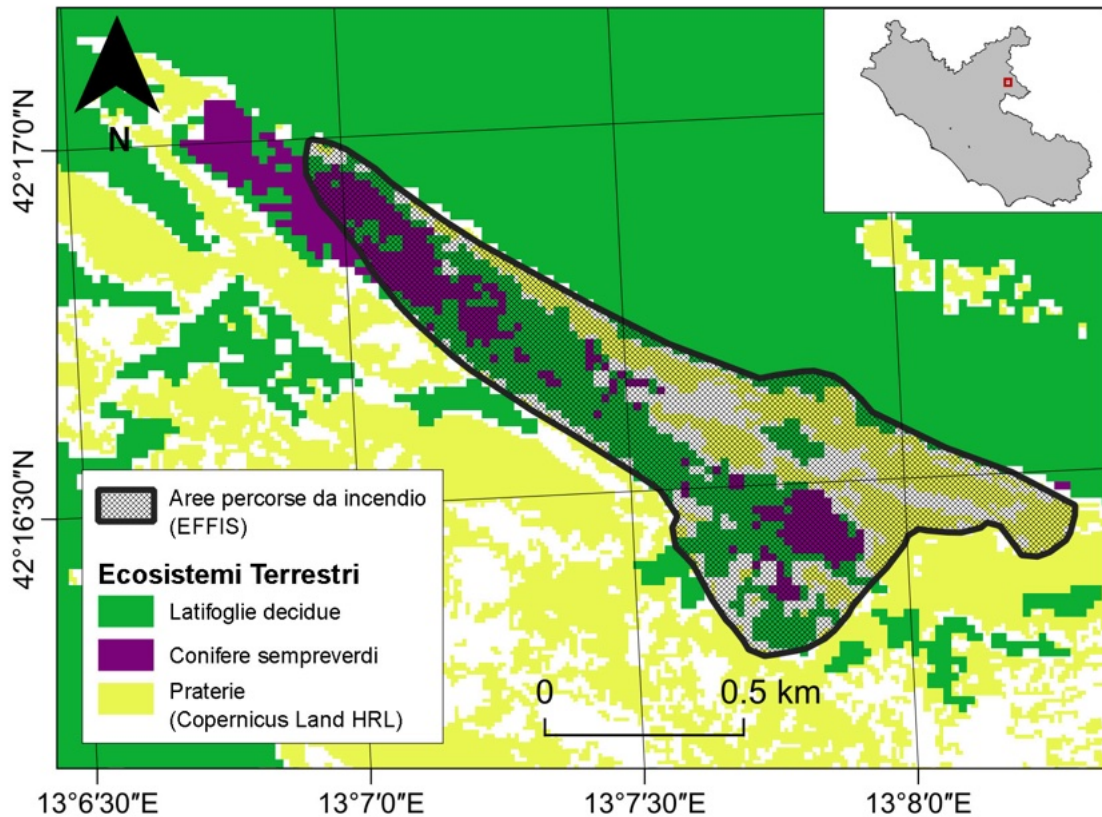 N
42°17'0"N
42°16'30"N
Aree percorse da incendio
(EFFIS)
Ecosistemi Terrestri
Latifoglie decidue
Conifere sempreverdi
Praterie
(Copernicus Land HRL)
0 0.5 km
13°6'30"E 13°7'0"E 13°7'30"E 13°8'0"E